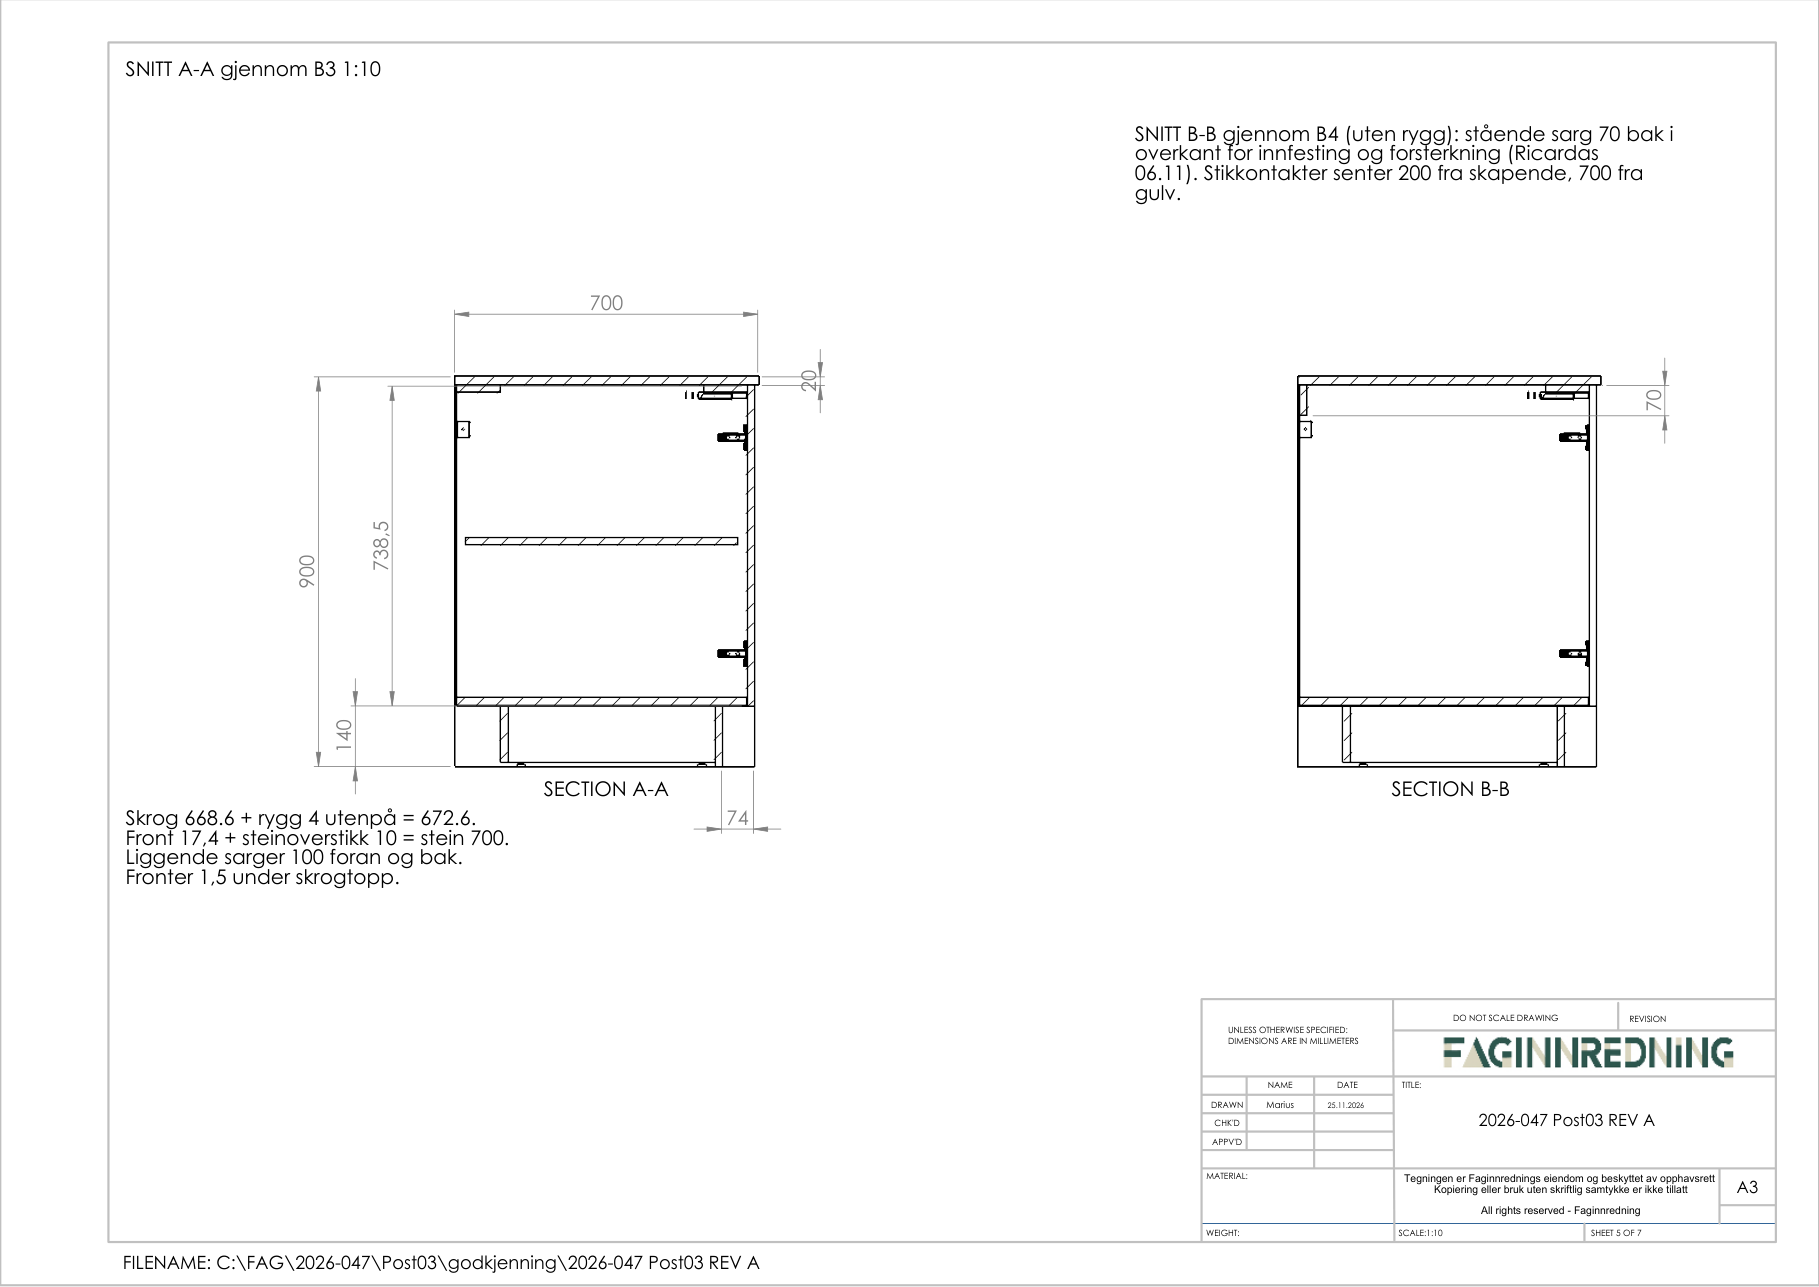 SNITT A-A gjennom B3 1:10
SNITT B-B gjennom B4 (uten rygg): stående sarg 70 bak i
overkant for innfesting og forsterkning (Ricardas
06.11). Stikkontakter senter 200 fra skapende, 700 fra
gulv.
700
20
900
738,5
140
74
70
SECTION A-A
SECTION B-B
Skrog 668.6 + rygg 4 utenpå = 672.6.
Front 17,4 + steinoverstikk 10 = stein 700.
Liggende sarger 100 foran og bak.
Fronter 1,5 under skrogtopp.
UNLESS OTHERWISE SPECIFIED:
DIMENSIONS ARE IN MILLIMETERS
DO NOT SCALE DRAWING
REVISION
FAGINNREDNiNG
NAME
DATE
TITLE:
DRAWN
Marius
25.11.2026
CHK'D
APPV'D
2026-047 Post03 REV A
MATERIAL:
Tegningen er Faginnrednings eiendom og beskyttet av opphavsrett
Kopiering eller bruk uten skriftlig samtykke er ikke tillatt
All rights reserved - Faginnredning
A3
WEIGHT:
SCALE:1:10
SHEET 5 OF 7
FILENAME: C:\FAG\2026-047\Post03\godkjenning\2026-047 Post03 REV A